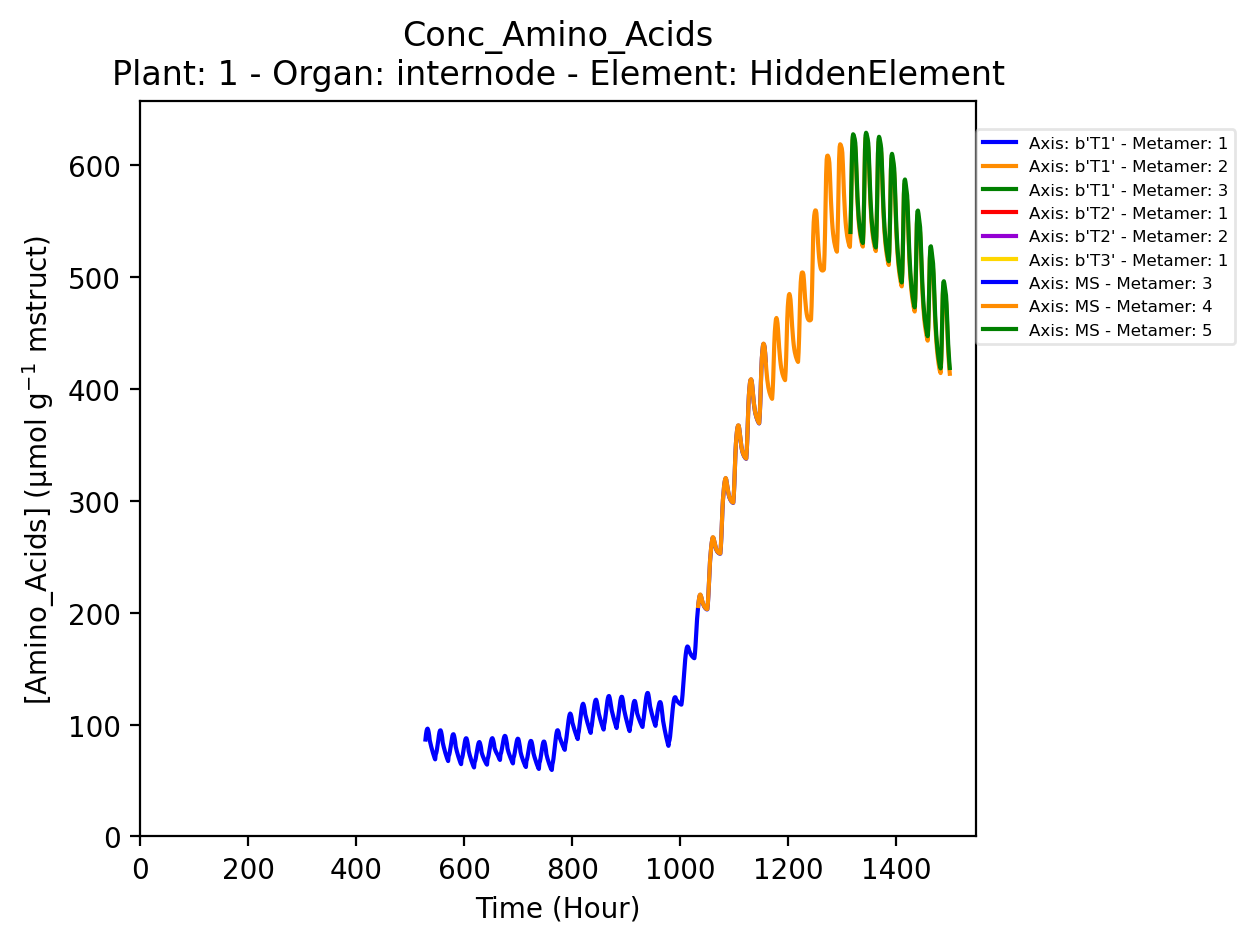 Conc_Amino_Acids
Plant: 1 - Organ: internode - Element: HiddenElement
[Amino_Acids] (µmol g⁻¹ mstruct)
600
500
400
300
200
100
0
0 200 400 600 800 1000 1200 1400
Time (Hour)
Axis: b'T1' - Metamer: 1
Axis: b'T1' - Metamer: 2
Axis: b'T1' - Metamer: 3
Axis: b'T2' - Metamer: 1
Axis: b'T2' - Metamer: 2
Axis: b'T3' - Metamer: 1
Axis: MS - Metamer: 3
Axis: MS - Metamer: 4
Axis: MS - Metamer: 5